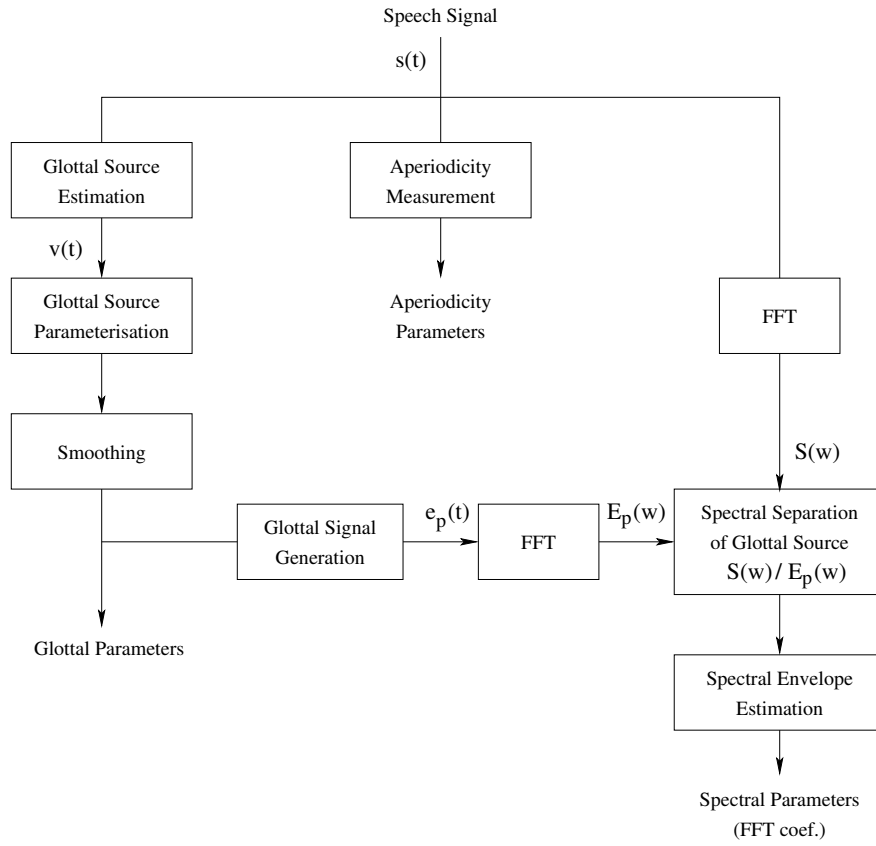 Speech Signal
s(t)
Glottal Source
Estimation
Aperiodicity
Measurement
v(t)
Glottal Source
Parameterisation
Aperiodicity
Parameters
FFT
Smoothing
S(w)
Glottal Signal
Generation
e_p(t)
FFT
E_p(w)
Spectral Separation
of Glottal Source
S(w) / E_p(w)
Glottal Parameters
Spectral Envelope
Estimation
Spectral Parameters
(FFT coef.)